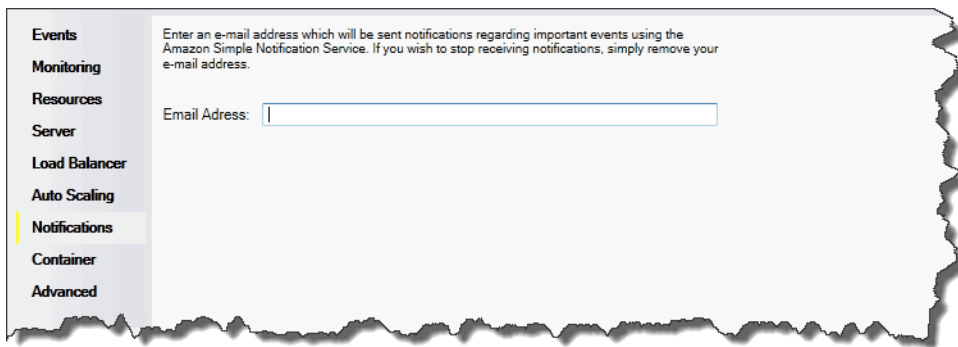 Events
Monitoring
Resources
Server
Load Balancer
Auto Scaling
Notifications
Container
Advanced
Enter an e-mail address which will be sent notifications regarding important events using the
Amazon Simple Notification Service. If you wish to stop receiving notifications, simply remove your
e-mail address.
Email Adress: